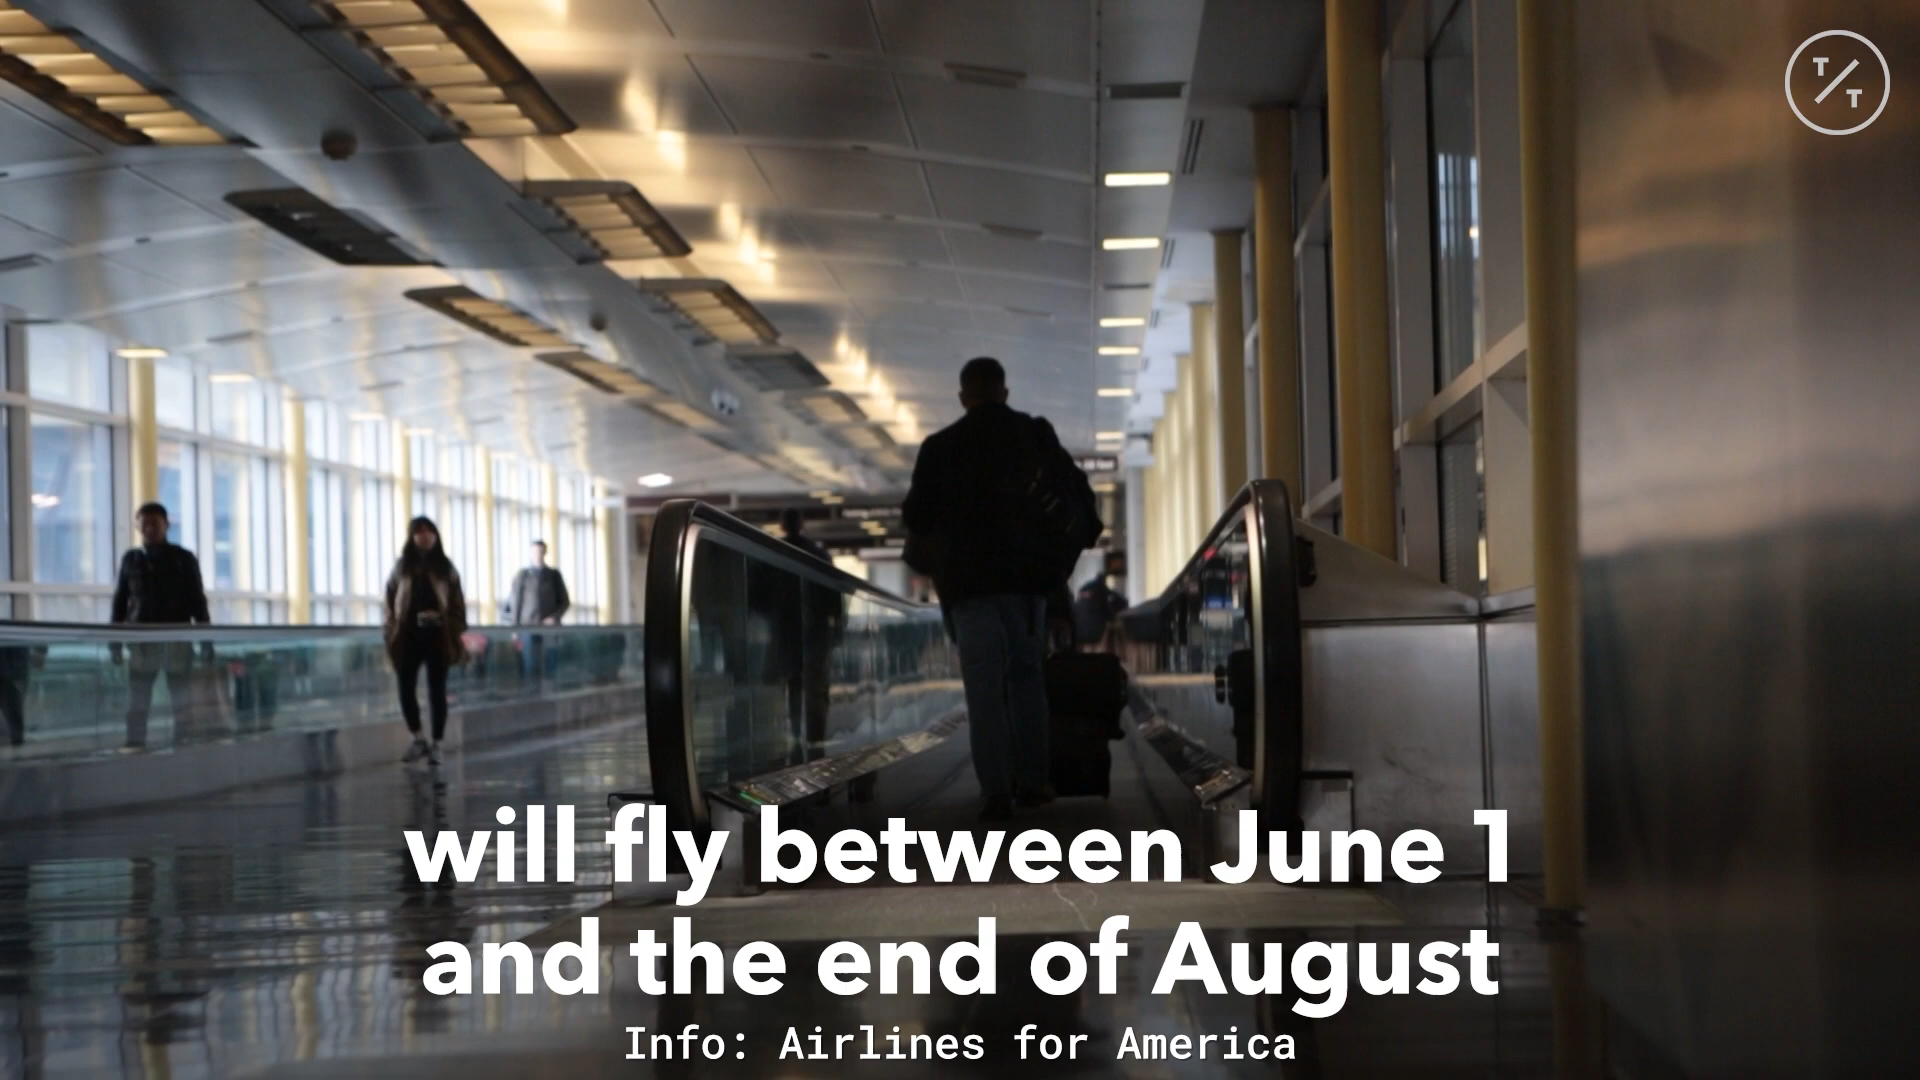 T/T
will fly between June 1
and the end of August
Info: Airlines for America